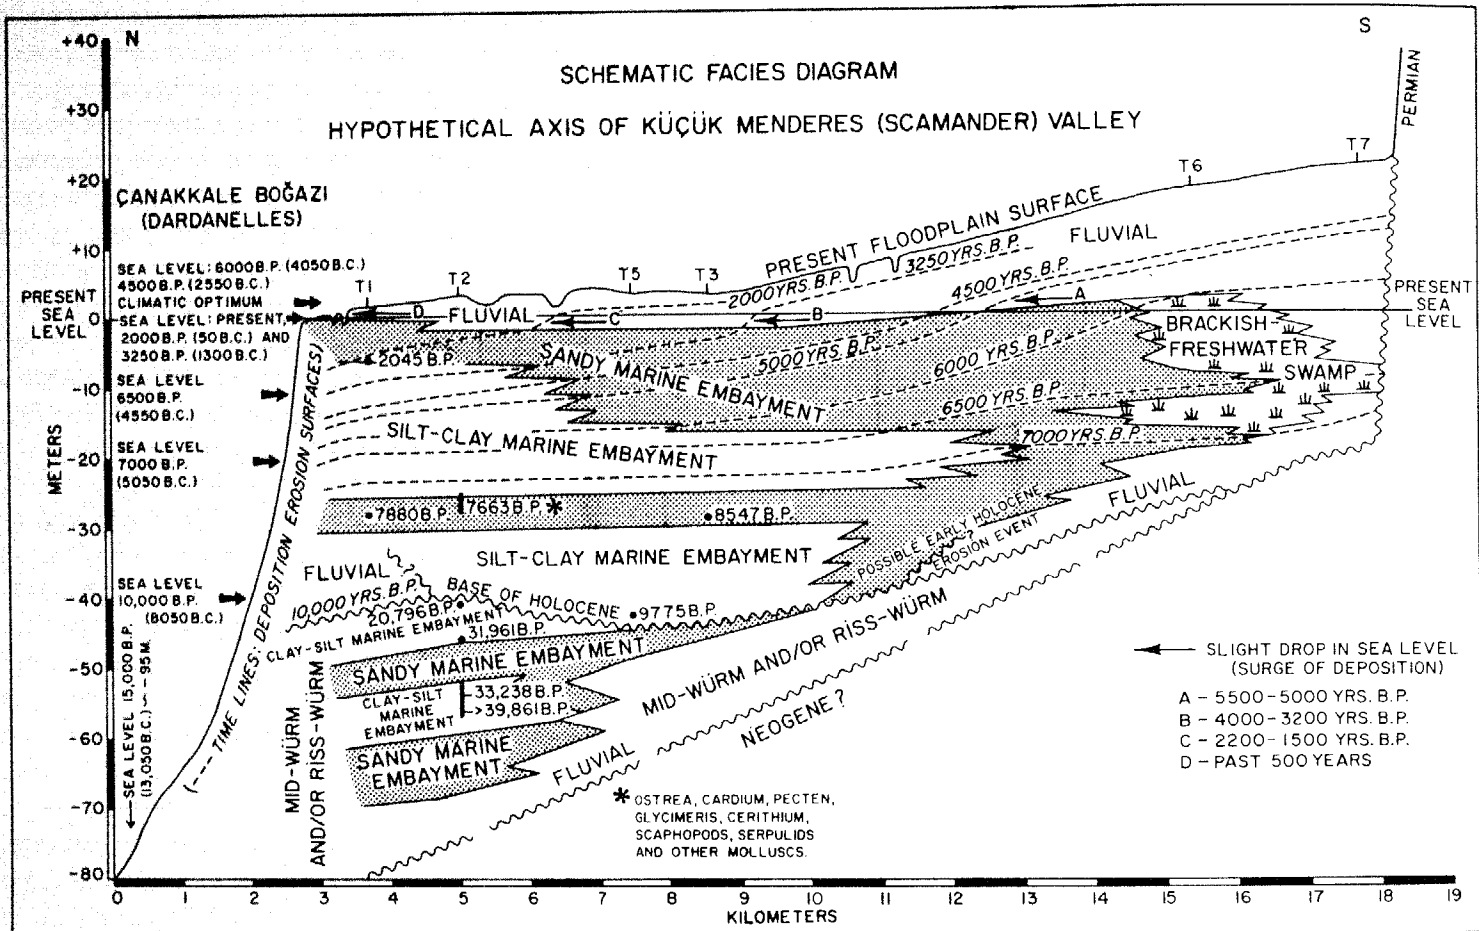 N
S
SCHEMATIC FACIES DIAGRAM
HYPOTHETICAL AXIS OF KÜÇÜK MENDERES (SCAMANDER) VALLEY
PERMIAN
+40
+30
+20
+10
0
-10
-20
-30
-40
-50
-60
-70
-80
METERS
ÇANAKKALE BOĞAZI
(DARDANELLES)
SEA LEVEL: 6000 B.P. (4050 B.C.)
4500 B.P. (2550 B.C.)
CLIMATIC OPTIMUM
PRESENT
SEA
LEVEL
SEA LEVEL: PRESENT,
2000 B.P. (50 B.C.) AND
3250 B.P. (1300 B.C.)
SEA LEVEL
6500 B.P.
(4550 B.C.)
SEA LEVEL
7000 B.P.
(5050 B.C.)
SEA LEVEL
10,000 B.P.
(8050 B.C.)
SEA LEVEL 15,000 B.P.
(13,050 B.C.) ~ -95 M.
(--- TIME LINES: DEPOSITION EROSION SURFACES)
T1
T2
T5
T3
T6
T7
PRESENT FLOODPLAIN SURFACE
2000 YRS. B.P.
3250 YRS. B.P.
FLUVIAL
4500 YRS. B.P.
A
PRESENT
SEA
LEVEL
D
FLUVIAL
C
B
BRACKISH-
FRESHWATER
SWAMP
2045 B.P.
SANDY MARINE EMBAYMENT
5000 YRS. B.P.
6000 YRS. B.P.
6500 YRS. B.P.
7000 YRS. B.P.
SILT-CLAY MARINE EMBAYMENT
7880 B.P.
7663 B.P. *
8547 B.P.
FLUVIAL
POSSIBLE EARLY HOLOCENE
EROSION EVENT
?
SILT-CLAY MARINE EMBAYMENT
FLUVIAL
10,000 YRS. B.P.
BASE OF HOLOCENE
20,796 B.P.
9775 B.P.
CLAY-SILT MARINE EMBAYMENT
31,961 B.P.
SANDY MARINE EMBAYMENT
CLAY-SILT
MARINE
EMBAYMENT
33,238 B.P.
>39,861 B.P.
SANDY MARINE
EMBAYMENT
MID-WÜRM
AND/OR RISS-WÜRM
MID-WÜRM AND/OR RISS-WÜRM
FLUVIAL
NEOGENE?
* OSTREA, CARDIUM, PECTEN,
GLYCIMERIS, CERITHIUM,
SCAPHOPODS, SERPULIDS
AND OTHER MOLLUSCS.
SLIGHT DROP IN SEA LEVEL
(SURGE OF DEPOSITION)
A - 5500-5000 YRS. B.P.
B - 4000-3200 YRS. B.P.
C - 2200-1500 YRS. B.P.
D - PAST 500 YEARS
0 1 2 3 4 5 6 7 8 9 10 11 12 13 14 15 16 17 18 19
KILOMETERS